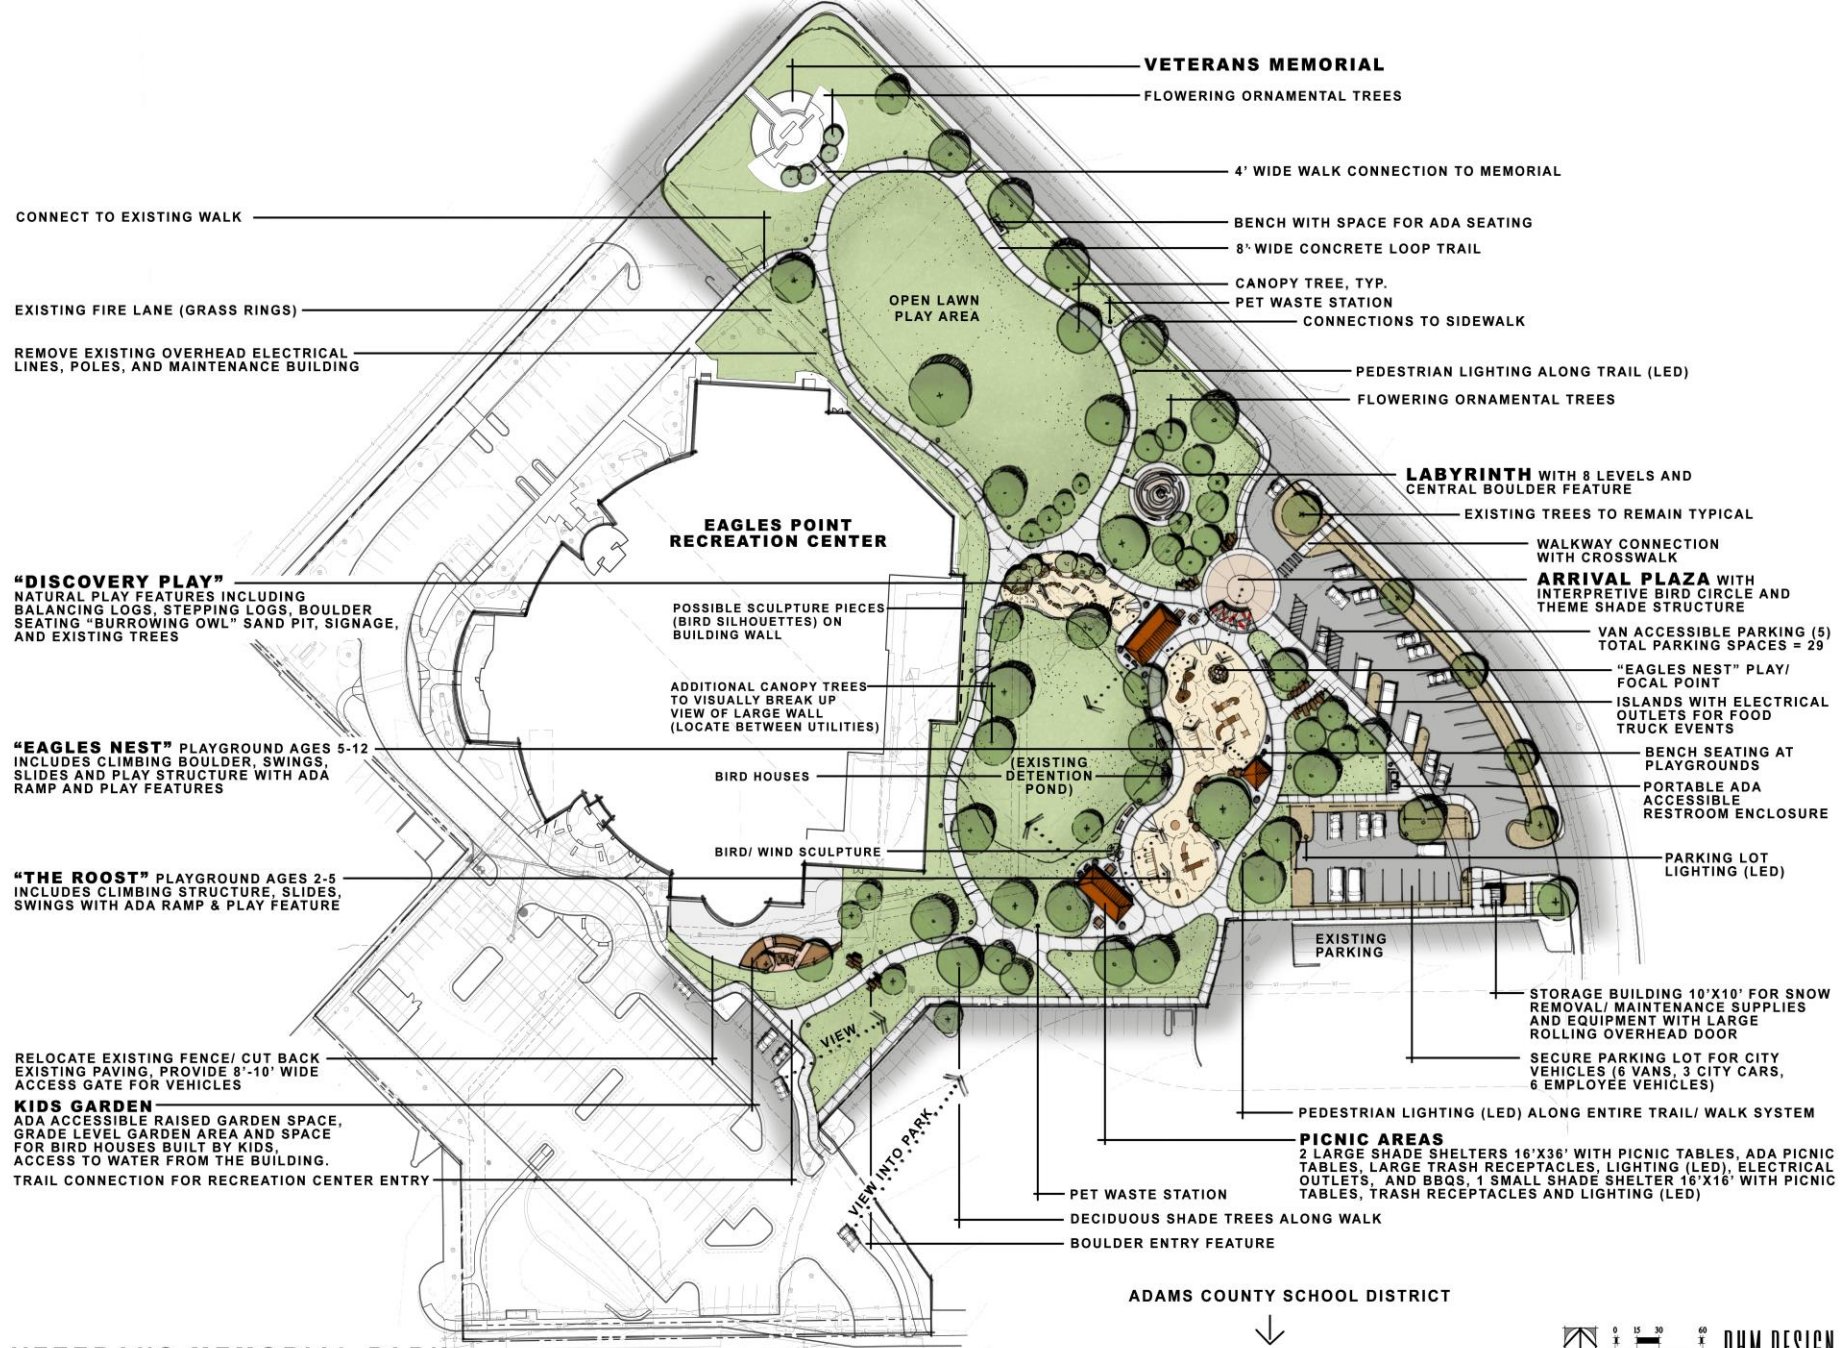 VETERANS MEMORIAL
FLOWERING ORNAMENTAL TREES
4' WIDE WALK CONNECTION TO MEMORIAL
CONNECT TO EXISTING WALK
BENCH WITH SPACE FOR ADA SEATING
8' WIDE CONCRETE LOOP TRAIL
CANOPY TREE, TYP.
PET WASTE STATION
CONNECTIONS TO SIDEWALK
OPEN LAWN
PLAY AREA
EXISTING FIRE LANE (GRASS RINGS)
REMOVE EXISTING OVERHEAD ELECTRICAL
LINES, POLES, AND MAINTENANCE BUILDING
PEDESTRIAN LIGHTING ALONG TRAIL (LED)
FLOWERING ORNAMENTAL TREES
LABYRINTH WITH 8 LEVELS AND
CENTRAL BOULDER FEATURE
EXISTING TREES TO REMAIN TYPICAL
EAGLES POINT
RECREATION CENTER
WALKWAY CONNECTION
WITH CROSSWALK
ARRIVAL PLAZA WITH
INTERPRETIVE BIRD CIRCLE AND
THEME SHADE STRUCTURE
"DISCOVERY PLAY"
NATURAL PLAY FEATURES INCLUDING
BALANCING LOGS, STEPPING LOGS, BOULDER
SEATING "BURROWING OWL" SAND PIT, SIGNAGE,
AND EXISTING TREES
POSSIBLE SCULPTURE PIECES
(BIRD SILHOUETTES) ON
BUILDING WALL
VAN ACCESSIBLE PARKING (5)
TOTAL PARKING SPACES = 29
"EAGLES NEST" PLAY/
FOCAL POINT
ADDITIONAL CANOPY TREES
TO VISUALLY BREAK UP
VIEW OF LARGE WALL
(LOCATE BETWEEN UTILITIES)
ISLANDS WITH ELECTRICAL
OUTLETS FOR FOOD
TRUCK EVENTS
"EAGLES NEST" PLAYGROUND AGES 5-12
INCLUDES CLIMBING BOULDER, SWINGS,
SLIDES AND PLAY STRUCTURE WITH ADA
RAMP AND PLAY FEATURES
BENCH SEATING AT
PLAYGROUNDS
BIRD HOUSES
(EXISTING
DETENTION
POND)
PORTABLE ADA
ACCESSIBLE
RESTROOM ENCLOSURE
BIRD/ WIND SCULPTURE
PARKING LOT
LIGHTING (LED)
"THE ROOST" PLAYGROUND AGES 2-5
INCLUDES CLIMBING STRUCTURE, SLIDES,
SWINGS WITH ADA RAMP & PLAY FEATURE
EXISTING
PARKING
STORAGE BUILDING 10'X10' FOR SNOW
REMOVAL/ MAINTENANCE SUPPLIES
AND EQUIPMENT WITH LARGE
ROLLING OVERHEAD DOOR
VIEW
RELOCATE EXISTING FENCE/ CUT BACK
EXISTING PAVING, PROVIDE 8'-10' WIDE
ACCESS GATE FOR VEHICLES
SECURE PARKING LOT FOR CITY
VEHICLES (6 VANS, 3 CITY CARS,
6 EMPLOYEE VEHICLES)
KIDS GARDEN
ADA ACCESSIBLE RAISED GARDEN SPACE,
GRADE LEVEL GARDEN AREA AND SPACE
FOR BIRD HOUSES BUILT BY KIDS,
ACCESS TO WATER FROM THE BUILDING.
TRAIL CONNECTION FOR RECREATION CENTER ENTRY
VIEW INTO PARK
PEDESTRIAN LIGHTING (LED) ALONG ENTIRE TRAIL/ WALK SYSTEM
PICNIC AREAS
2 LARGE SHADE SHELTERS 16'X36' WITH PICNIC TABLES, ADA PICNIC
TABLES, LARGE TRASH RECEPTACLES, LIGHTING (LED), ELECTRICAL
OUTLETS, AND BBQS, 1 SMALL SHADE SHELTER 16'X16' WITH PICNIC
TABLES, TRASH RECEPTACLES AND LIGHTING (LED)
PET WASTE STATION
DECIDUOUS SHADE TREES ALONG WALK
BOULDER ENTRY FEATURE
ADAMS COUNTY SCHOOL DISTRICT
VETERANS MEMORIAL PARK
0 15 30 60
DHM DESIGN